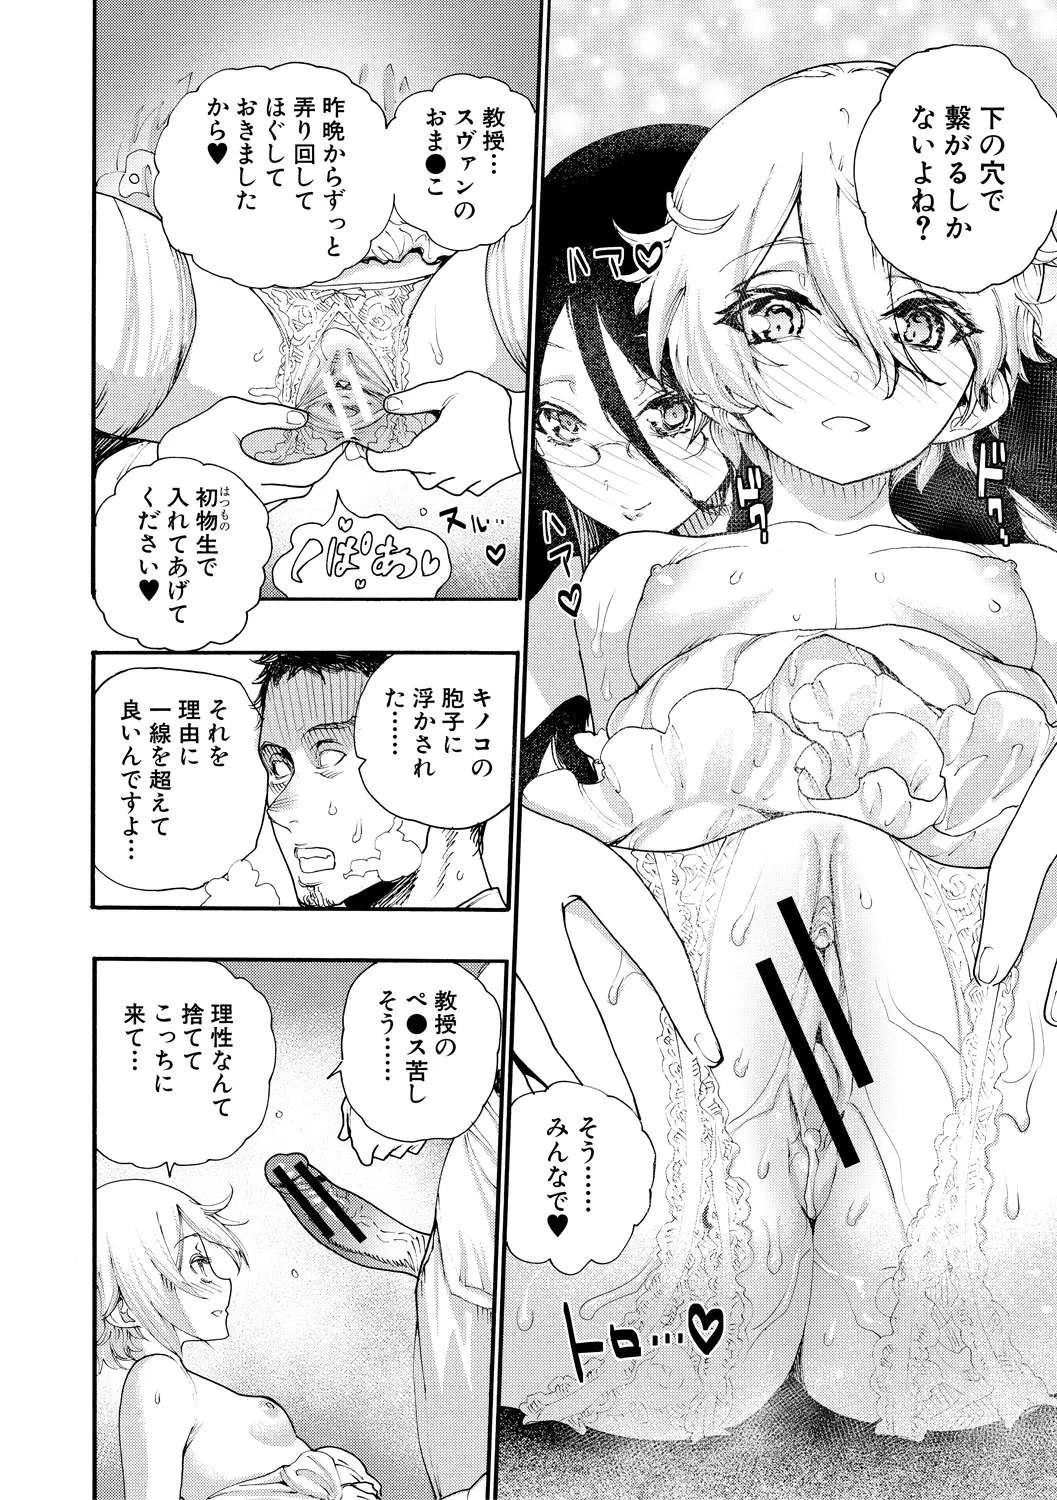 下の穴で
繋がるしか
ないよね？
ハァ♡
ハアァ♡
ドクッ
ドクッ
そう……
みんなで♥
トロ…♡
教授…
スヴァンの
おま●こ
昨晩からずっと
弄り回して
ほぐして
おきました
から♥
くぱぁ
ヌル…♡
初物生で
はつもの
入れてあげて
ください♥
キノコの
胞子に
浮かされ
た……
それを
理由に
一線を超えて
良いんですよ…
教授の
ペ●ス苦し
そう………
理性なんて
捨てて
こっちに
来て…